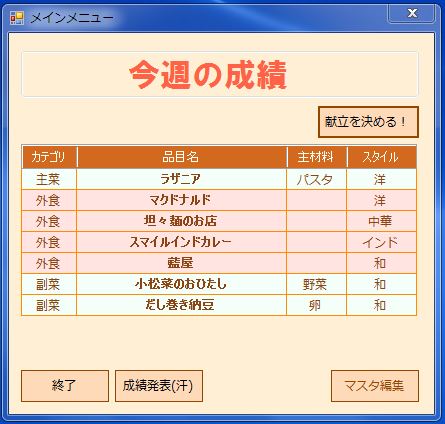 メインメニュー
今週の成績
献立を決める！
カテゴリ 品目名 主材料 スタイル
主菜 ラザニア パスタ 洋
外食 マクドナルド 洋
外食 坦々麺のお店 中華
外食 スマイルインドカレー インド
外食 藍屋 和
副菜 小松菜のおひたし 野菜 和
副菜 だし巻き納豆 卵 和
終了 成績発表(汗) マスタ編集